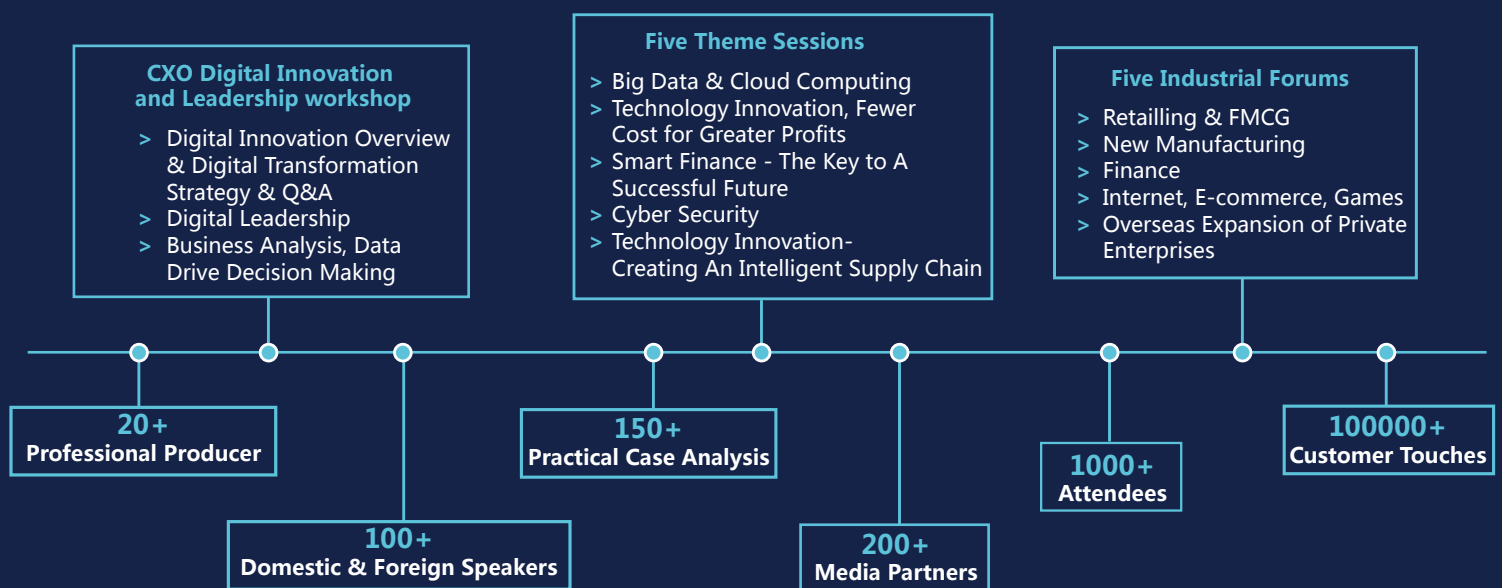 CXO Digital Innovation
and Leadership workshop
> Digital Innovation Overview
& Digital Transformation
Strategy & Q&A
> Digital Leadership
> Business Analysis, Data
Drive Decision Making
Five Theme Sessions
> Big Data & Cloud Computing
> Technology Innovation, Fewer
Cost for Greater Profits
> Smart Finance - The Key to A
Successful Future
> Cyber Security
> Technology Innovation-
Creating An Intelligent Supply Chain
Five Industrial Forums
> Retailling & FMCG
> New Manufacturing
> Finance
> Internet, E-commerce, Games
> Overseas Expansion of Private
Enterprises
20+
Professional Producer
100+
Domestic & Foreign Speakers
150+
Practical Case Analysis
200+
Media Partners
1000+
Attendees
100000+
Customer Touches